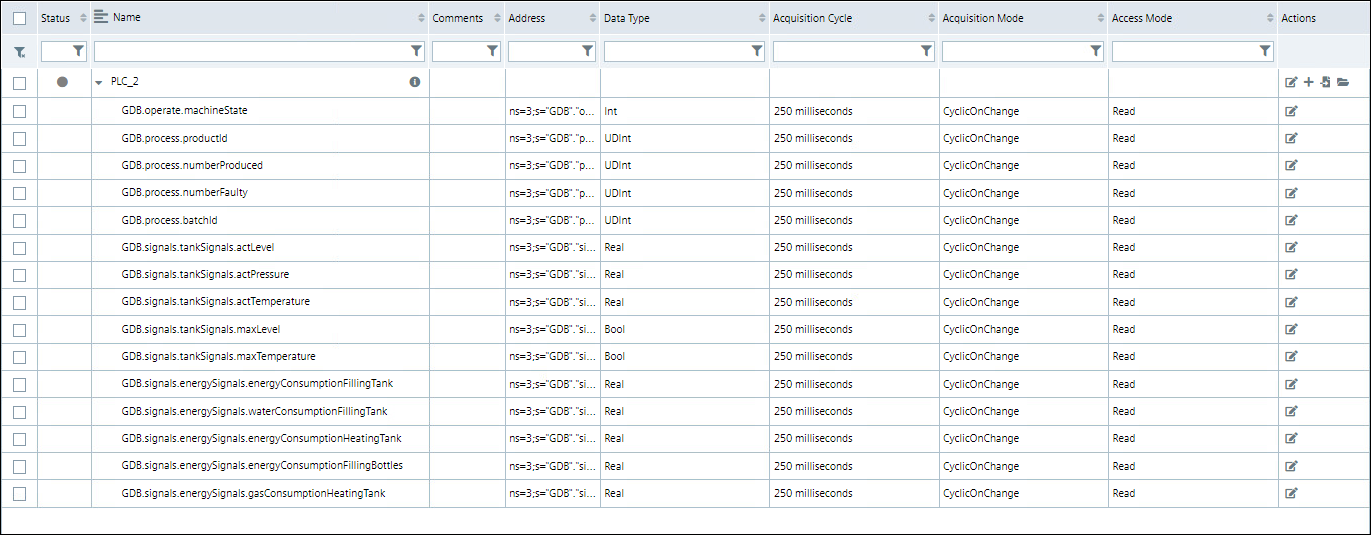 Status Name Comments Address Data Type Acquisition Cycle Acquisition Mode Access Mode Actions
PLC_2
GDB.operate.machineState ns=3;s="GDB"."o... Int 250 milliseconds CyclicOnChange Read
GDB.process.productId ns=3;s="GDB"."p... UDInt 250 milliseconds CyclicOnChange Read
GDB.process.numberProduced ns=3;s="GDB"."p... UDInt 250 milliseconds CyclicOnChange Read
GDB.process.numberFaulty ns=3;s="GDB"."p... UDInt 250 milliseconds CyclicOnChange Read
GDB.process.batchId ns=3;s="GDB"."p... UDInt 250 milliseconds CyclicOnChange Read
GDB.signals.tankSignals.actLevel ns=3;s="GDB"."si... Real 250 milliseconds CyclicOnChange Read
GDB.signals.tankSignals.actPressure ns=3;s="GDB"."si... Real 250 milliseconds CyclicOnChange Read
GDB.signals.tankSignals.actTemperature ns=3;s="GDB"."si... Real 250 milliseconds CyclicOnChange Read
GDB.signals.tankSignals.maxLevel ns=3;s="GDB"."si... Bool 250 milliseconds CyclicOnChange Read
GDB.signals.tankSignals.maxTemperature ns=3;s="GDB"."si... Bool 250 milliseconds CyclicOnChange Read
GDB.signals.energySignals.energyConsumptionFillingTank ns=3;s="GDB"."si... Real 250 milliseconds CyclicOnChange Read
GDB.signals.energySignals.waterConsumptionFillingTank ns=3;s="GDB"."si... Real 250 milliseconds CyclicOnChange Read
GDB.signals.energySignals.energyConsumptionHeatingTank ns=3;s="GDB"."si... Real 250 milliseconds CyclicOnChange Read
GDB.signals.energySignals.energyConsumptionFillingBottles ns=3;s="GDB"."si... Real 250 milliseconds CyclicOnChange Read
GDB.signals.energySignals.gasConsumptionHeatingTank ns=3;s="GDB"."si... Real 250 milliseconds CyclicOnChange Read